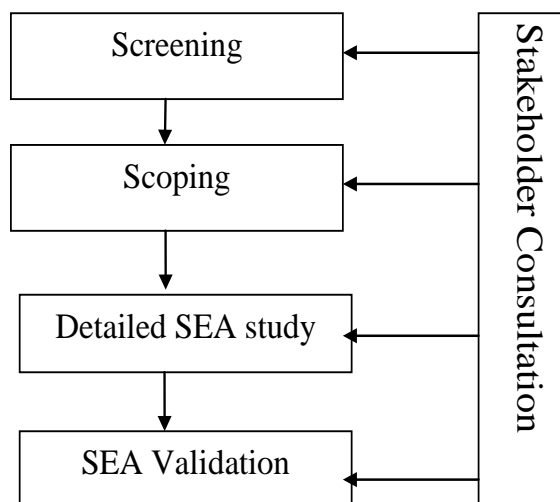 Screening
Scoping
Detailed SEA study
SEA Validation
Stakeholder Consultation